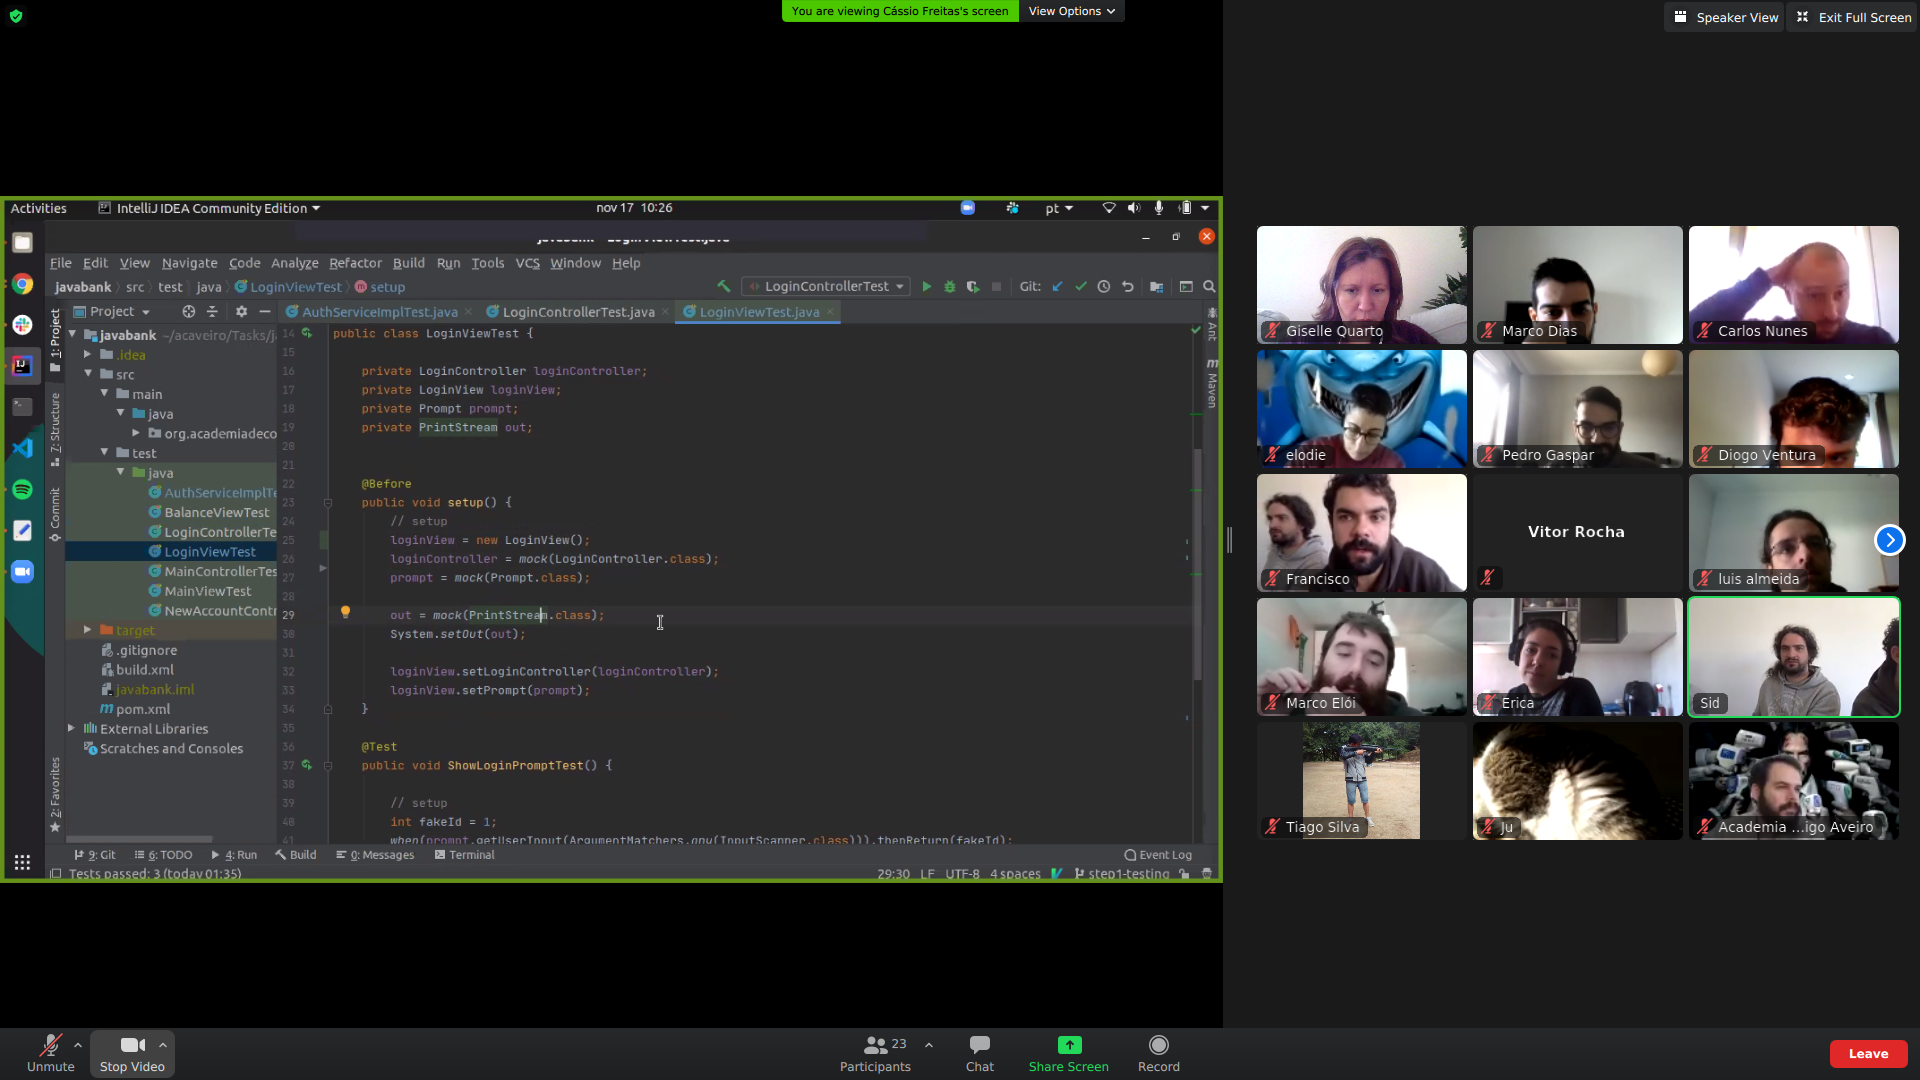 You are viewing Cássio Freitas's screen
View Options
Speaker View
Exit Full Screen
Activities
IntelliJ IDEA Community Edition
nov 17 10:26
pt
File Edit View Navigate Code Analyze Refactor Build Run Tools VCS Window Help
javabank src test java LoginViewTest setup
LoginControllerTest
Git:
Project
AuthServiceImplTest.java
LoginControllerTest.java
LoginViewTest.java
1: Project
7: Structure
Commit
2: Favorites
Ant
Maven
javabank ~/acaveiro/Tasks/j
.idea
src
main
java
org.academiadeco
test
java
AuthServiceImplTe
BalanceViewTest
LoginControllerTe
LoginViewTest
MainControllerTes
MainViewTest
NewAccountContr
target
.gitignore
build.xml
javabank.iml
pom.xml
External Libraries
Scratches and Consoles
14 public class LoginViewTest {
15
16 private LoginController loginController;
17 private LoginView loginView;
18 private Prompt prompt;
19 private PrintStream out;
20
21
22 @Before
23 public void setup() {
24 // setup
25 loginView = new LoginView();
26 loginController = mock(LoginController.class);
27 prompt = mock(Prompt.class);
28
29 out = mock(PrintStream.class);
30 System.setOut(out);
31
32 loginView.setLoginController(loginController);
33 loginView.setPrompt(prompt);
34 }
35
36 @Test
37 public void ShowLoginPromptTest() {
38
39 // setup
40 int fakeId = 1;
41 when(prompt.getUserInput(ArgumentMatchers.any(InputScanner.class))).thenReturn(fakeId);
9: Git
6: TODO
4: Run
Build
0: Messages
Terminal
Event Log
Tests passed: 3 (today 01:35)
29:30 LF UTF-8 4 spaces
step1-testing
Giselle Quarto
Marco Dias
Carlos Nunes
elodie
Pedro Gaspar
Diogo Ventura
Francisco
Vitor Rocha
luis almeida
Marco Elói
Erica
Sid
Tiago Silva
Ju
Academia ...igo Aveiro
Unmute
Stop Video
23
Participants
Chat
Share Screen
Record
Leave